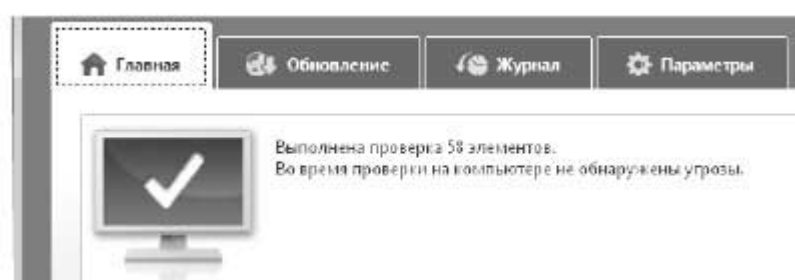 Главная Обновление Журнал Параметры
Выполнена проверка 58 элементов.
Во время проверки на компьютере не обнаружены угрозы.